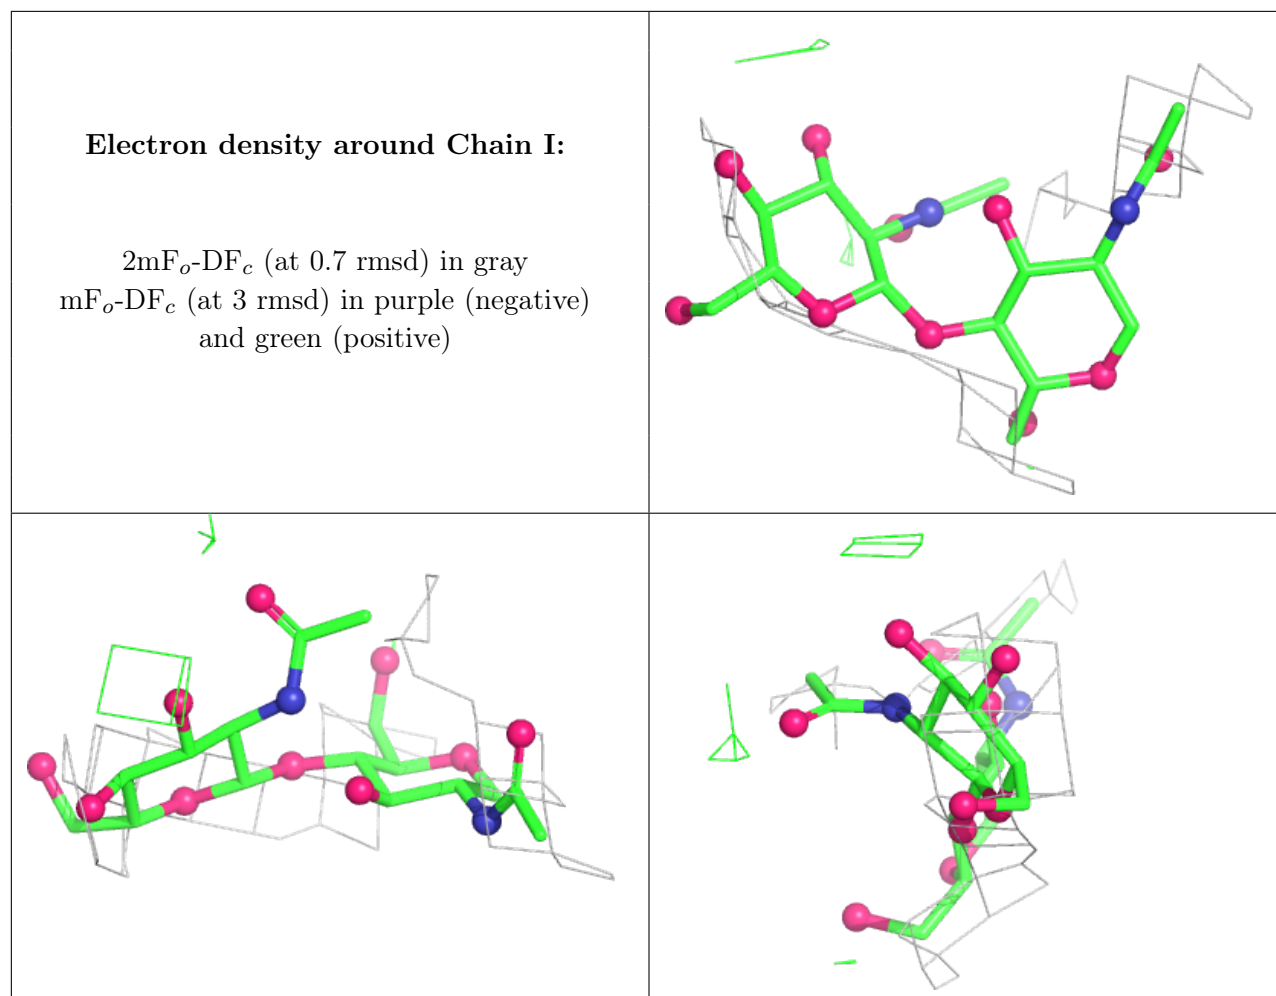 Electron density around Chain I:
2mFo-DFc (at 0.7 rmsd) in gray
mFo-DFc (at 3 rmsd) in purple (negative)
and green (positive)